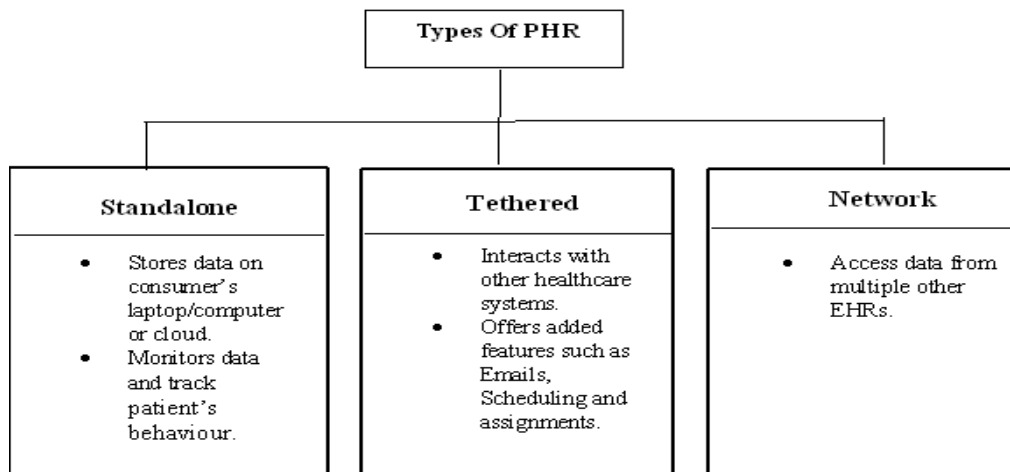 Types Of PHR
Standalone
Stores data on
consumer's
laptop/computer
or cloud.
Monitors data
and track
patient's
behaviour.
Tethered
Interacts with
other healthcare
systems.
Offers added
features such as
Emails,
Scheduling and
assignments.
Network
Access data from
multiple other
EHRs.